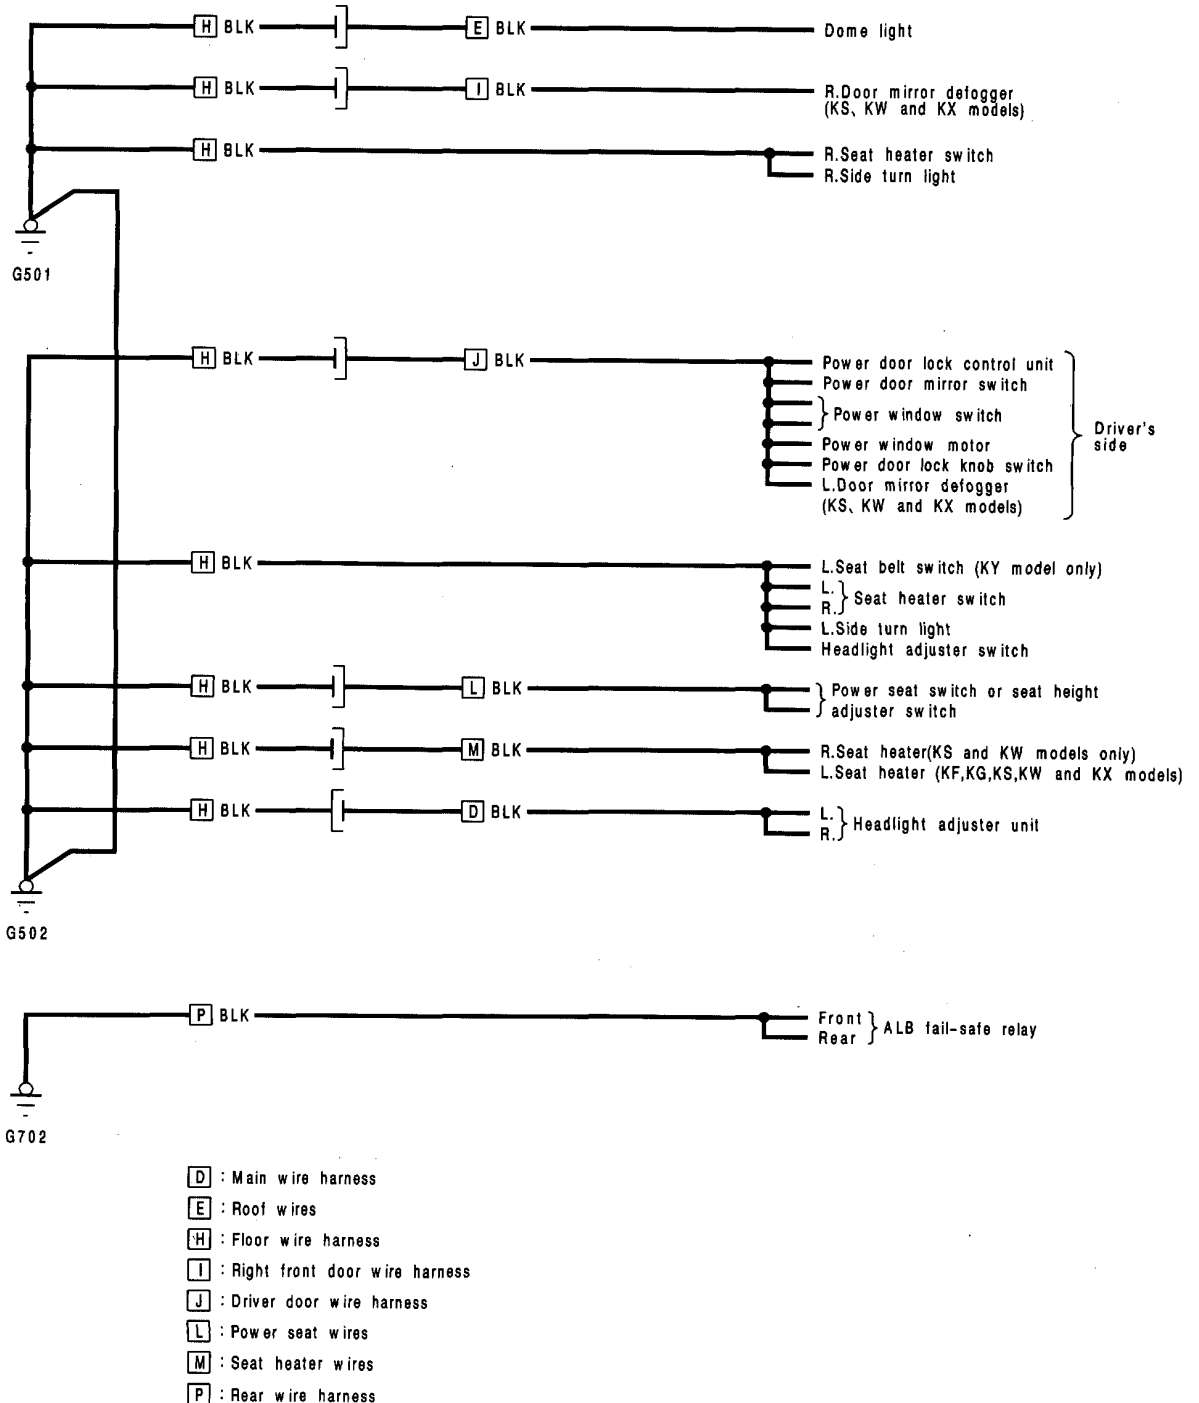 H BLK E BLK Dome light
H BLK I BLK R.Door mirror defogger
(KS, KW and KX models)
H BLK R.Seat heater switch
R.Side turn light
G501
H BLK J BLK Power door lock control unit
Power door mirror switch
Power window switch
Driver's
side
Power window motor
Power door lock knob switch
L.Door mirror defogger
(KS, KW and KX models)
H BLK L.Seat belt switch (KY model only)
L.
R. Seat heater switch
L.Side turn light
Headlight adjuster switch
H BLK L BLK Power seat switch or seat height
adjuster switch
H BLK M BLK R.Seat heater(KS and KW models only)
L.Seat heater (KF,KG,KS,KW and KX models)
H BLK D BLK L.
R. Headlight adjuster unit
G502
P BLK Front
Rear ALB fail-safe relay
G702
D : Main wire harness
E : Roof wires
H : Floor wire harness
I : Right front door wire harness
J : Driver door wire harness
L : Power seat wires
M : Seat heater wires
P : Rear wire harness